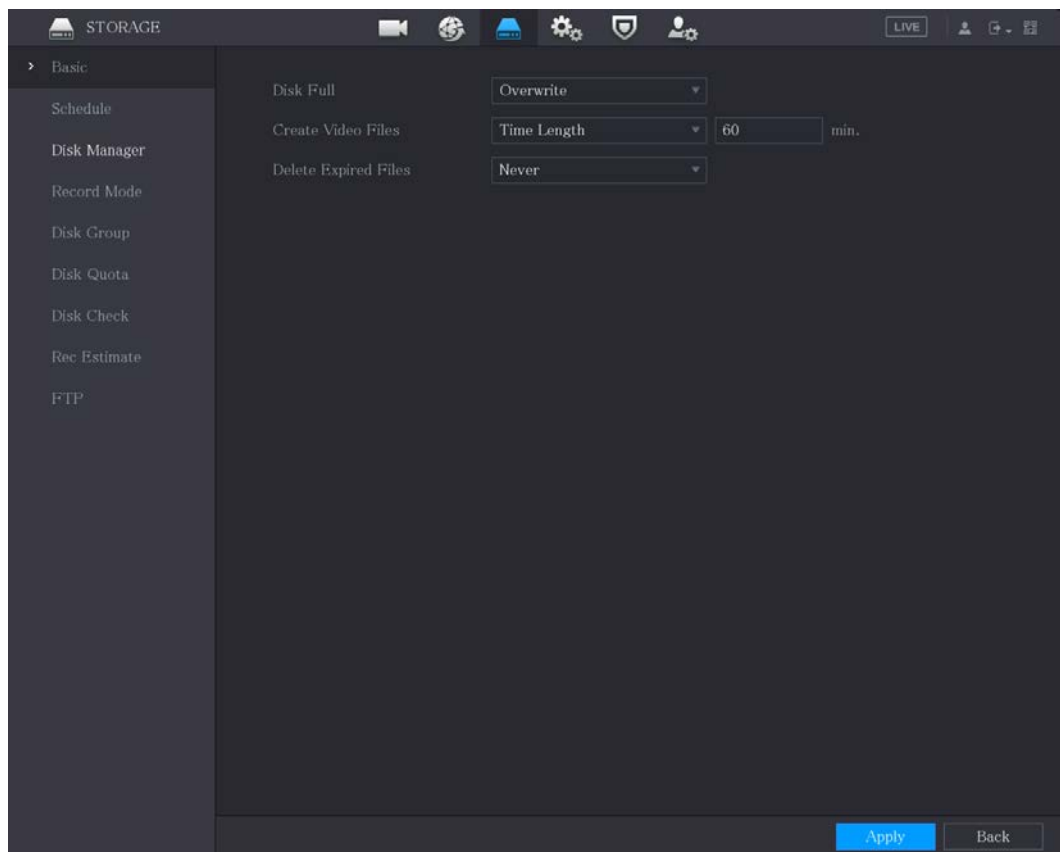 STORAGE LIVE
Basic
Schedule
Disk Manager
Record Mode
Disk Group
Disk Quota
Disk Check
Rec Estimate
FTP
Disk Full Overwrite
Create Video Files Time Length 60 min.
Delete Expired Files Never
Apply Back